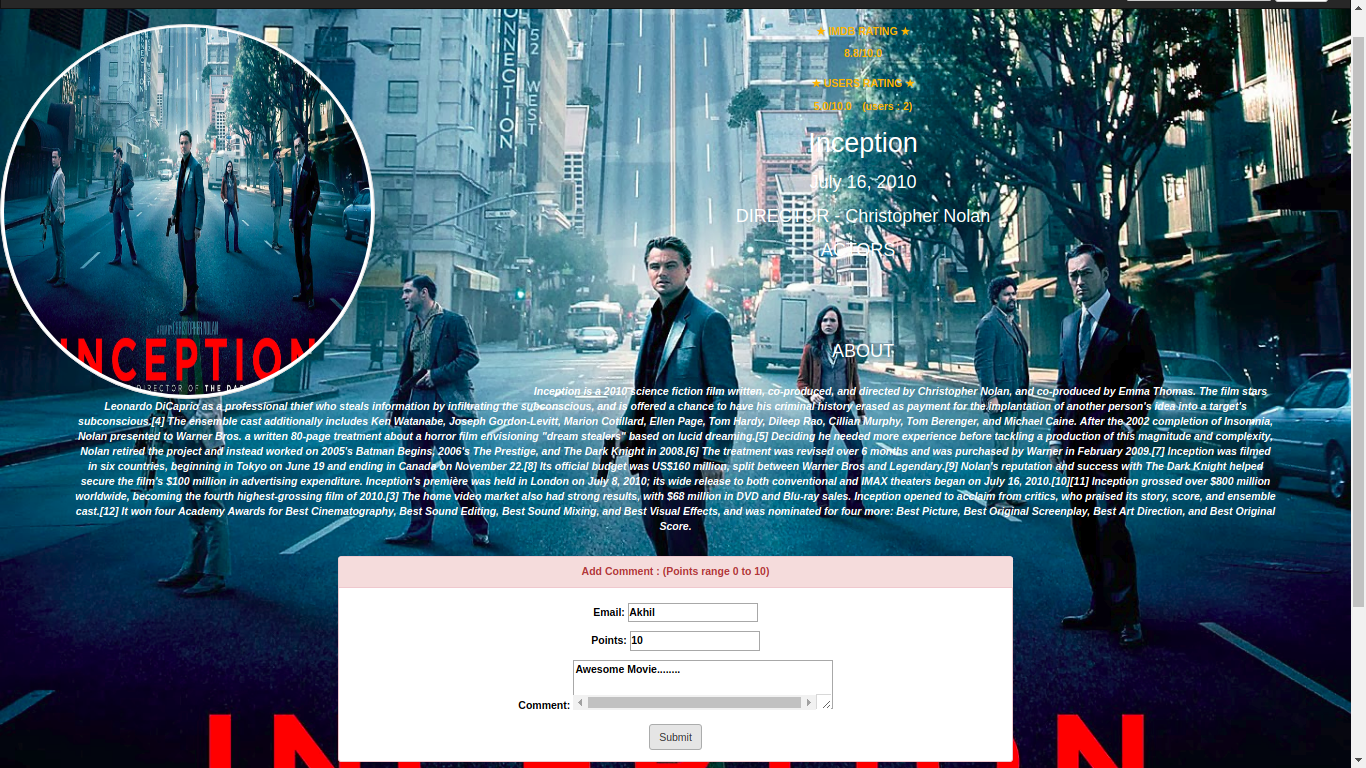 ★ IMDB RATING ★
8.8/10.0
★ USERS RATING ★
/10.0 (users : 2)
Inception
July 16, 2010
DIRECTOR - Christopher Nolan
ACTORS
ABOUT
Inception is a 2010 science fiction film written, co-produced, and directed by Christopher Nolan, and co-produced by Emma Thomas. The film stars
Leonardo DiCaprio as a professional thief who steals information by infiltrating the subconscious, and is offered a chance to have his criminal history erased as payment for the implantation of another person's idea into a target's
subconscious.[4] The ensemble cast additionally includes Ken Watanabe, Joseph Gordon-Levitt, Marion Cotillard, Ellen Page, Tom Hardy, Dileep Rao, Cillian Murphy, Tom Berenger, and Michael Caine. After the 2002 completion of Insomnia,
Nolan presented to Warner Bros. a written 80-page treatment about a horror film envisioning "dream stealers" based on lucid dreaming.[5] Deciding he needed more experience before tackling a production of this magnitude and complexity,
Nolan retired the project and instead worked on 2005's Batman Begins, 2006's The Prestige, and The Dark Knight in 2008.[6] The treatment was revised over 6 months and was purchased by Warner in February 2009.[7] Inception was filmed
in six countries, beginning in Tokyo on June 19 and ending in Canada on November 22.[8] Its official budget was US$160 million, split between Warner Bros and Legendary.[9] Nolan's reputation and success with The Dark Knight helped
secure the film's $100 million in advertising expenditure. Inception's première was held in London on July 8, 2010; its wide release to both conventional and IMAX theaters began on July 16, 2010.[10][11] Inception grossed over $800 million
worldwide, becoming the fourth highest-grossing film of 2010.[3] The home video market also had strong results, with $68 million in DVD and Blu-ray sales. Inception opened to acclaim from critics, who praised its story, score, and ensemble
cast.[12] It won four Academy Awards for Best Cinematography, Best Sound Editing, Best Sound Mixing, and Best Visual Effects, and was nominated for four more: Best Picture, Best Original Screenplay, Best Art Direction, and Best Original
Score.
CHRISTOPHER NOLAN
INCEPTION
DIRECTOR OF THE DAR
ONNECTION
52 WEST
ONE WAY
Add Comment : (Points range 0 to 10)
Email: Akhil
Points: 10
Awesome Movie........
Comment:
Submit
INCEPTION